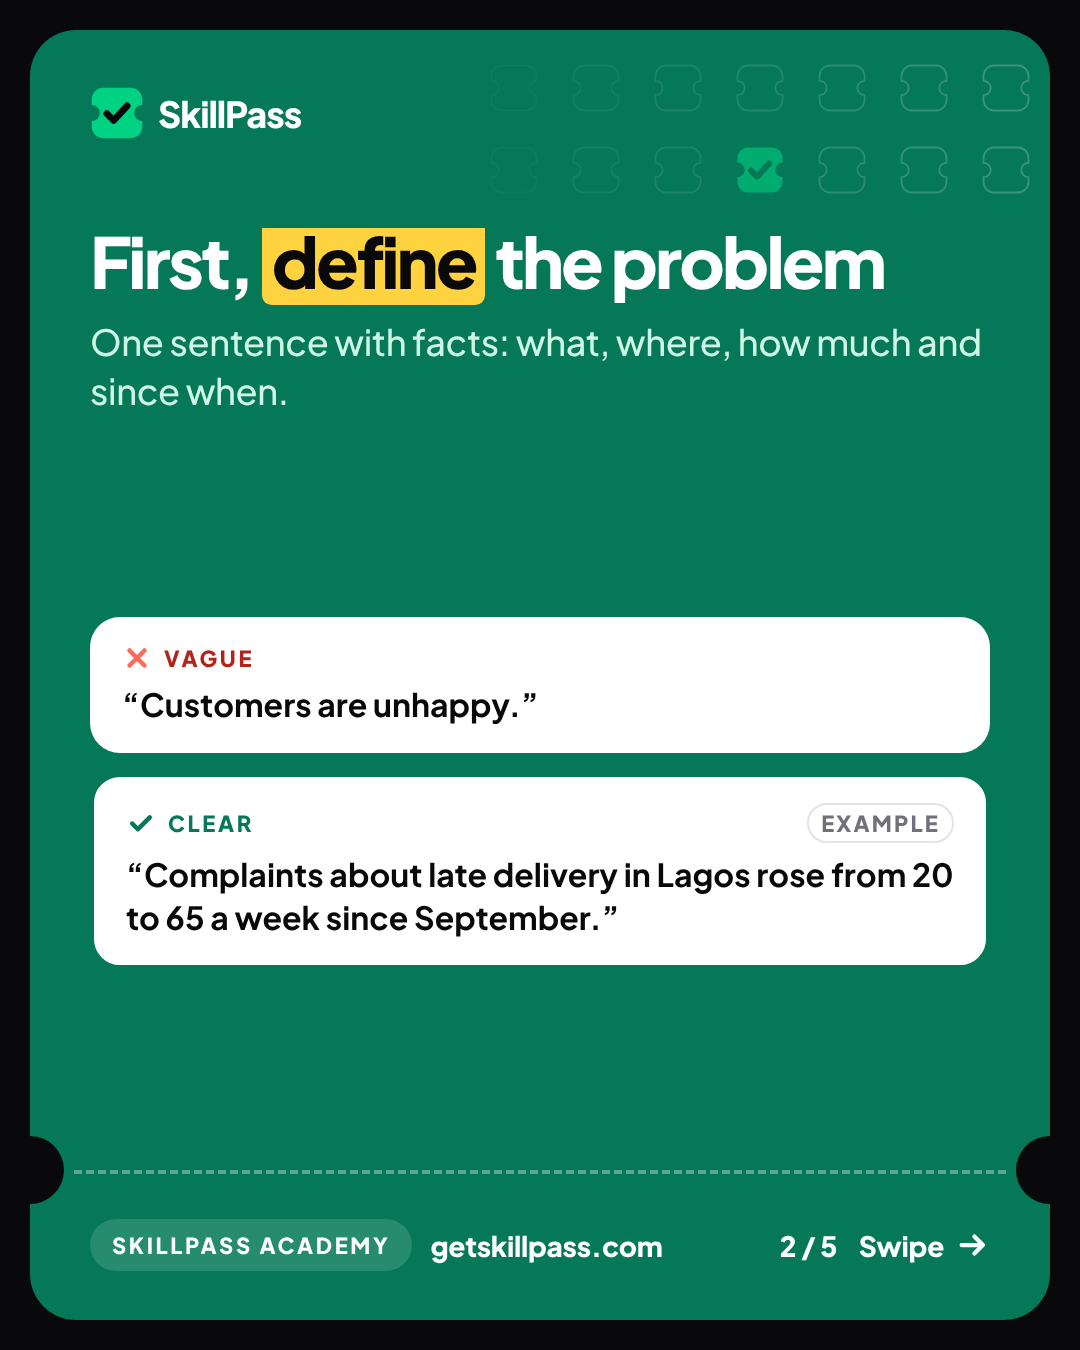 SkillPass
First, define the problem
One sentence with facts: what, where, how much and
since when.
VAGUE
“Customers are unhappy.”
CLEAR
EXAMPLE
“Complaints about late delivery in Lagos rose from 20
to 65 a week since September.”
SKILLPASS ACADEMY getskillpass.com 2 / 5 Swipe →